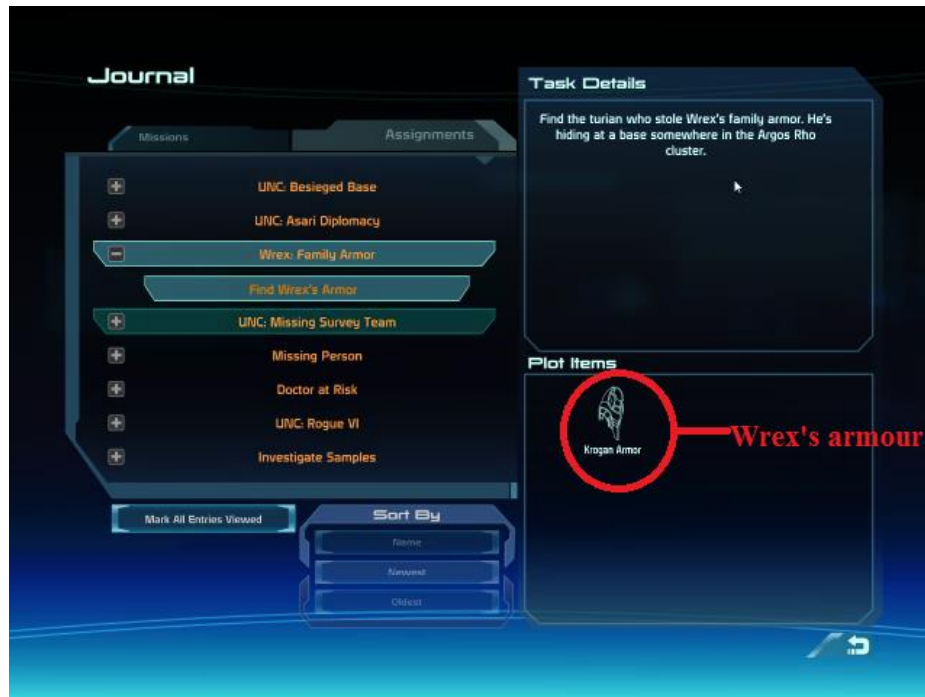 Journal
Task Details
Missions
Assignments
Find the turian who stole Wrex's family armor. He's
hiding at a base somewhere in the Argos Rho
cluster.
UNC: Besieged Base
UNC: Asari Diplomacy
Wrex: Family Armor
Find Wrex's Armor
UNC: Missing Survey Team
Missing Person
Doctor at Risk
UNC: Rogue VI
Investigate Samples
Plot Items
Krogan Armor
Wrex's armour
Mark All Entries Viewed
Sort By
Name
Newest
Oldest